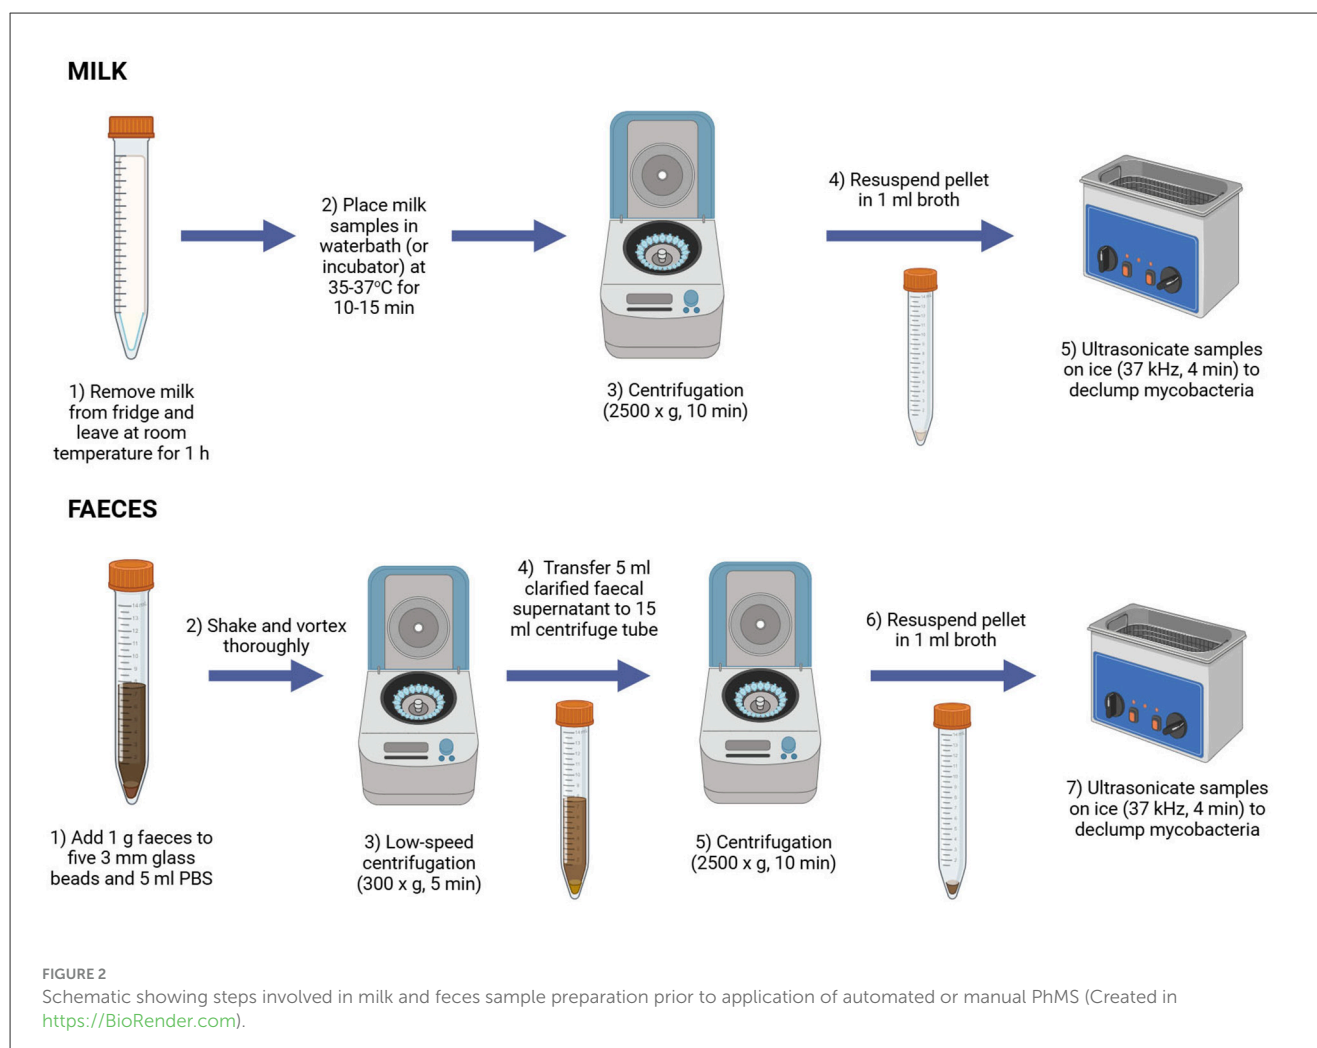 MILK
1) Remove milk
from fridge and
leave at room
temperature for 1 h
2) Place milk
samples in
waterbath (or
incubator) at
35-37°C for
10-15 min
3) Centrifugation
(2500 x g, 10 min)
4) Resuspend pellet
in 1 ml broth
5) Ultrasonicate samples
on ice (37 kHz, 4 min) to
declump mycobacteria
FAECES
1) Add 1 g faeces to
five 3 mm glass
beads and 5 ml PBS
2) Shake and vortex
thoroughly
3) Low-speed
centrifugation
(300 x g, 5 min)
4) Transfer 5 ml
clarified faecal
supernatant to 15
ml centrifuge tube
5) Centrifugation
(2500 x g, 10 min)
6) Resuspend pellet
in 1 ml broth
7) Ultrasonicate samples
on ice (37 kHz, 4 min) to
declump mycobacteria
FIGURE 2
Schematic showing steps involved in milk and feces sample preparation prior to application of automated or manual PhMS (Created in
https://BioRender.com).